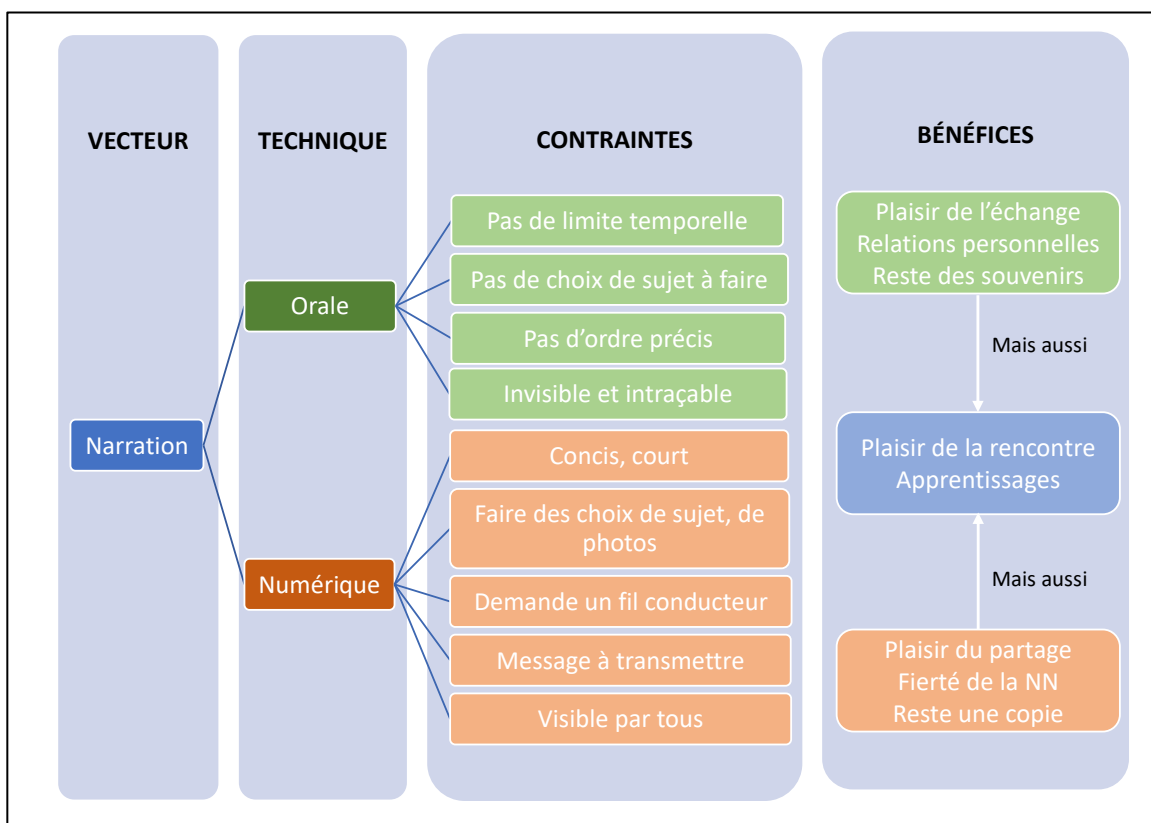 VECTEUR
TECHNIQUE
CONTRAINTES
BÉNÉFICES
Narration
Orale
Numérique
Pas de limite temporelle
Pas de choix de sujet à faire
Pas d’ordre précis
Invisible et intraçable
Concis, court
Faire des choix de sujet, de
photos
Demande un fil conducteur
Message à transmettre
Visible par tous
Plaisir de l’échange
Relations personnelles
Reste des souvenirs
Mais aussi
Plaisir de la rencontre
Apprentissages
Mais aussi
Plaisir du partage
Fierté de la NN
Reste une copie